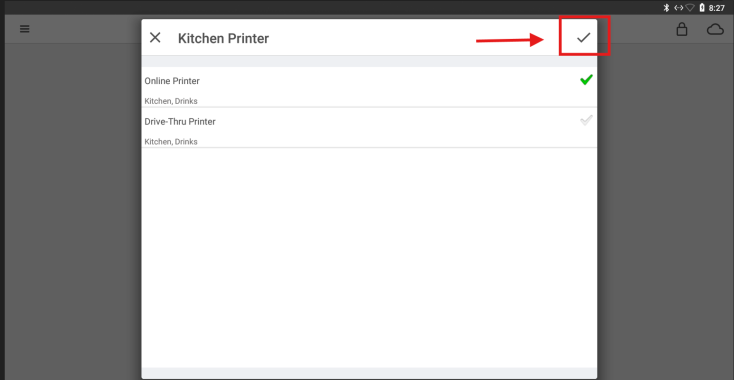 8:27
Kitchen Printer
Online Printer
Kitchen, Drinks
Drive-Thru Printer
Kitchen, Drinks